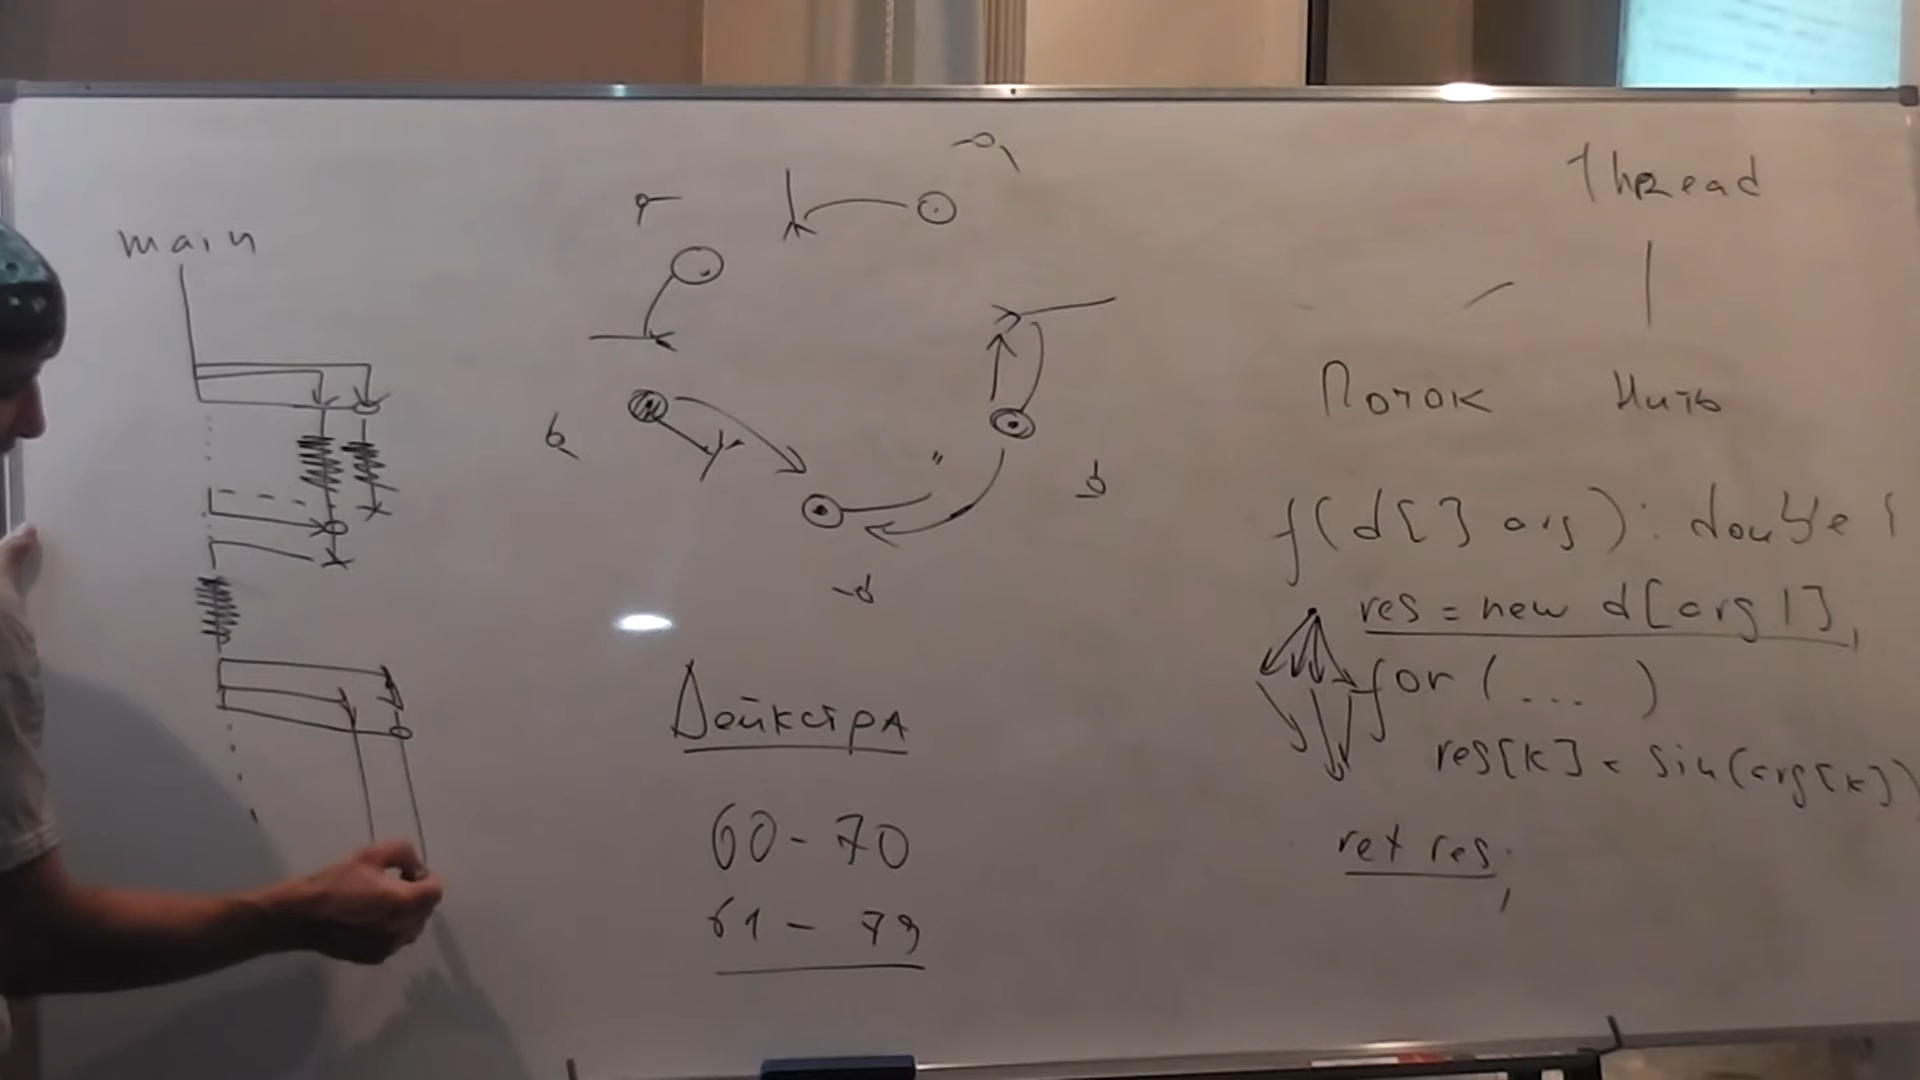 main
Дейкстра
60-70
61-79
Thread
Поток Нить
f(d[] arg): double {
res = new d[arg.l];
for (...)
res[k] = sin(arg[k])
ret res;